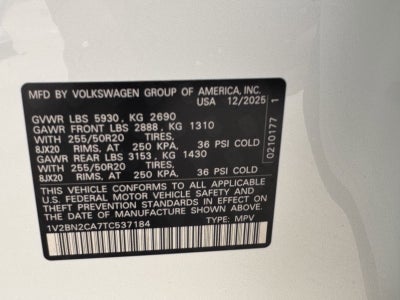 MFD BY VOLKSWAGEN GROUP OF AMERICA, INC.
USA 12/2025
GVWR LBS 5930, KG 2690
GAWR FRONT LBS 2888, KG 1310
WITH 255/50R20 TIRES,
8JX20 RIMS, AT 250 KPA, 36 PSI COLD
GAWR REAR LBS 3153, KG 1430
WITH 255/50R20 TIRES,
8JX20 RIMS, AT 250 KPA, 36 PSI COLD
THIS VEHICLE CONFORMS TO ALL APPLICABLE
U.S. FEDERAL MOTOR VEHICLE SAFETY
STANDARDS IN EFFECT ON THE
DATE OF MANUFACTURE SHOWN ABOVE.
1V2BN2CA7TC537184 TYPE: MPV
0210177 1